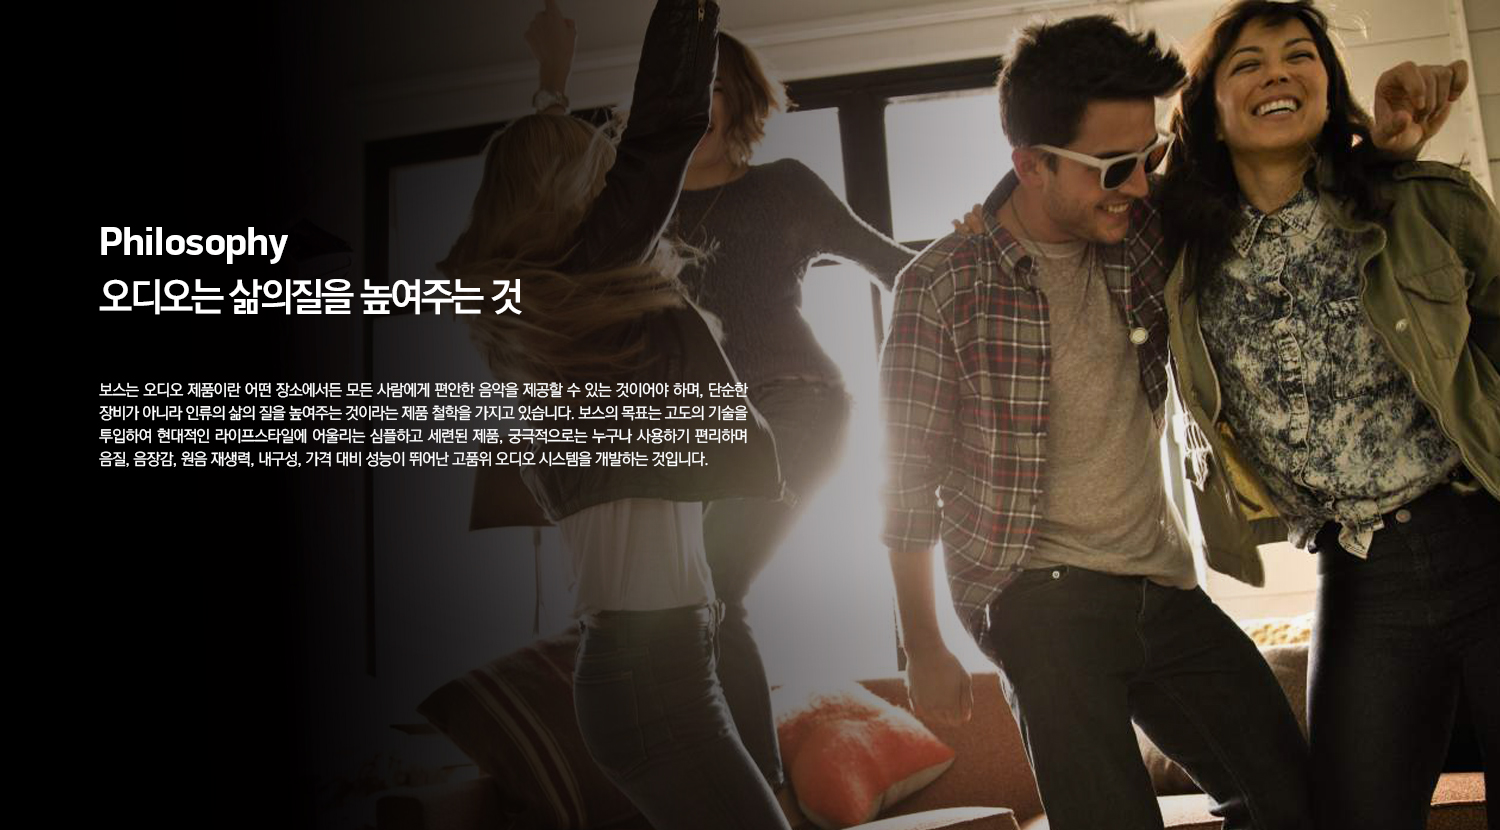 Philosophy
오디오는 삶의질을 높여주는 것
보스는 오디오 제품이란 어떤 장소에서든 모든 사람에게 편안한 음악을 제공할 수 있는 것이어야 하며, 단순한
장비가 아니라 인류의 삶의 질을 높여주는 것이라는 제품 철학을 가지고 있습니다. 보스의 목표는 고도의 기술을
투입하여 현대적인 라이프스타일에 어울리는 심플하고 세련된 제품, 궁극적으로는 누구나 사용하기 편리하며
음질, 음장감, 원음 재생력, 내구성, 가격 대비 성능이 뛰어난 고품위 오디오 시스템을 개발하는 것입니다.